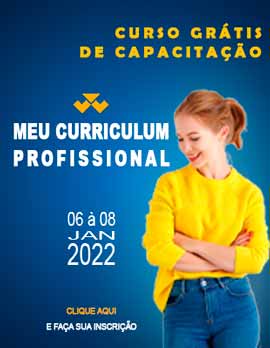 CURSO GRÁTIS
DE CAPACITAÇÃO
MEU CURRICULUM
PROFISSIONAL
06 à 08
JAN
2022
CLIQUE AQUI
E FAÇA SUA INSCRIÇÃO